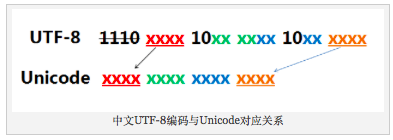 UTF-8 1110 xxxx 10xx xxxx 10xx xxxx
Unicode xxxx xxxx xxxx xxxx
中文UTF-8编码与Unicode对应关系